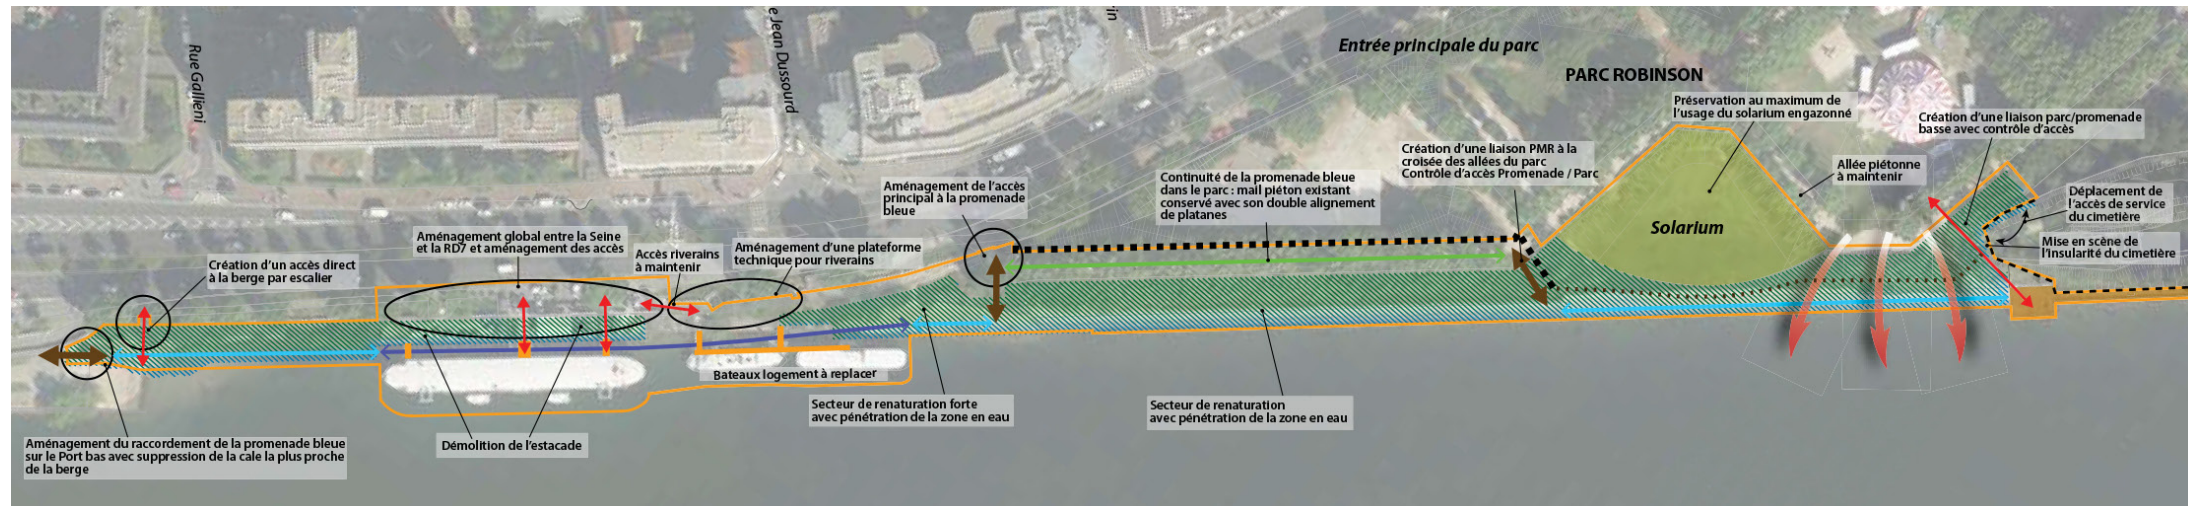 Rue Gallieni
e Jean Dussourd
in
Entrée principale du parc
PARC ROBINSON
Préservation au maximum de
l'usage du solarium engazonné
Création d'une liaison parc/promenade
basse avec contrôle d'accès
Création d'une liaison PMR à la
croisée des allées du parc
Contrôle d'accès Promenade / Parc
Allée piétonne
à maintenir
Continuité de la promenade bleue
dans le parc : mail piéton existant
conservé avec son double alignement
de platanes
Aménagement de l'accès
principal à la promenade
bleue
Déplacement de
l'accès de service
du cimetière
Solarium
Aménagement global entre la Seine
et la RD7 et aménagement des accès
Accès riverains
à maintenir
Aménagement d'une plateforme
technique pour riverains
Mise en scène de
l'insularité du cimetière
Création d'un accès direct
à la berge par escalier
Bateaux logement à replacer
Secteur de renaturation forte
avec pénétration de la zone en eau
Secteur de renaturation
avec pénétration de la zone en eau
Démolition de l'estacade
Aménagement du raccordement de la promenade bleue
sur le Port bas avec suppression de la cale la plus proche
de la berge